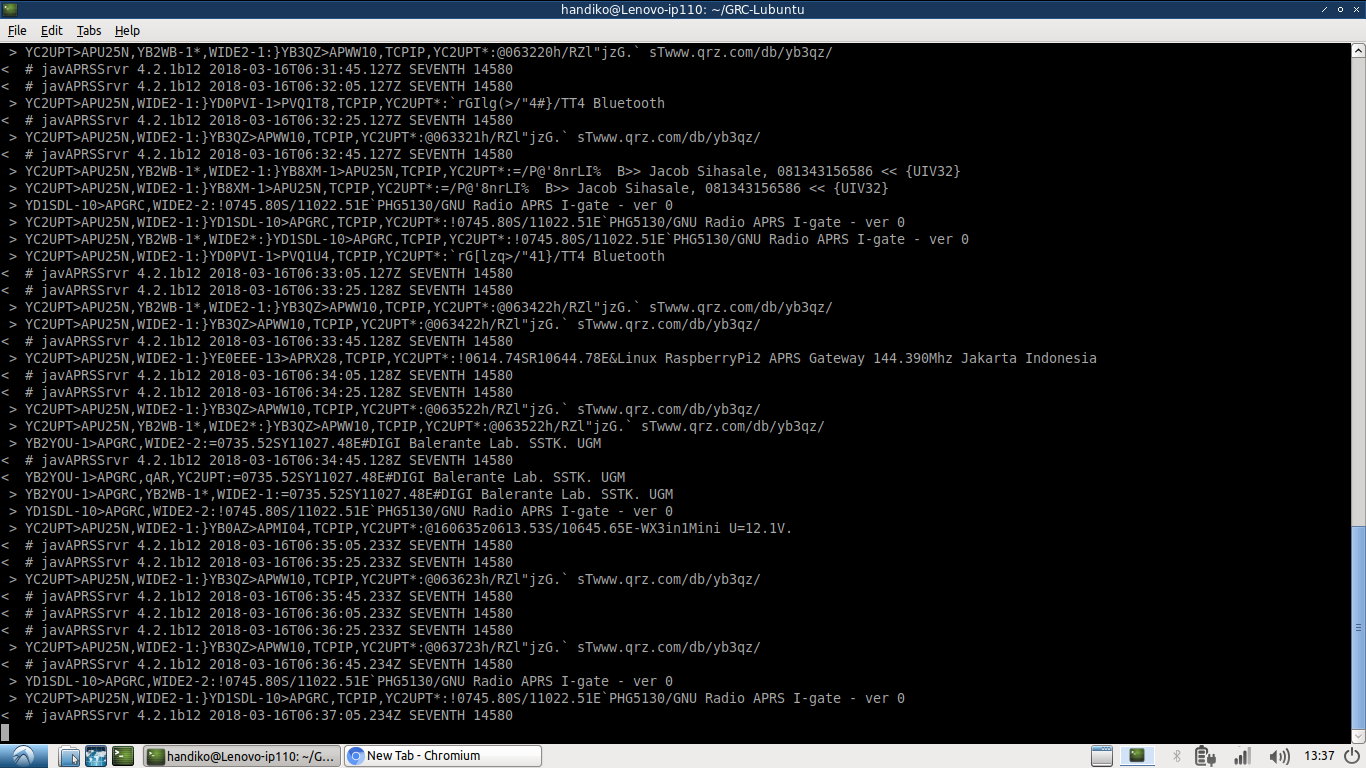 handiko@Lenovo-ip110: ~/GRC-Lubuntu
File Edit Tabs Help
> YC2UPT>APU25N,YB2WB-1*,WIDE2-1:}YB3QZ>APWW10,TCPIP,YC2UPT*:@063220h/RZl"jzG.` sTwww.qrz.com/db/yb3qz/
< # javAPRSSrvr 4.2.1b12 2018-03-16T06:31:45.127Z SEVENTH 14580
< # javAPRSSrvr 4.2.1b12 2018-03-16T06:32:05.127Z SEVENTH 14580
> YC2UPT>APU25N,WIDE2-1:}YD0PVI-1>PVQ1T8,TCPIP,YC2UPT*:`rGIlg(>/"4#}/TT4 Bluetooth
< # javAPRSSrvr 4.2.1b12 2018-03-16T06:32:25.127Z SEVENTH 14580
> YC2UPT>APU25N,WIDE2-1:}YB3QZ>APWW10,TCPIP,YC2UPT*:@063321h/RZl"jzG.` sTwww.qrz.com/db/yb3qz/
< # javAPRSSrvr 4.2.1b12 2018-03-16T06:32:45.127Z SEVENTH 14580
> YC2UPT>APU25N,YB2WB-1*,WIDE2-1:}YB8XM-1>APU25N,TCPIP,YC2UPT*:=/P@'8nrLI%  B>> Jacob Sihasale, 081343156586 << {UIV32}
> YC2UPT>APU25N,WIDE2-1:}YB8XM-1>APU25N,TCPIP,YC2UPT*:=/P@'8nrLI%  B>> Jacob Sihasale, 081343156586 << {UIV32}
> YD1SDL-10>APGRC,WIDE2-2:!0745.80S/11022.51E`PHG5130/GNU Radio APRS I-gate - ver 0
> YC2UPT>APU25N,WIDE2-1:}YD1SDL-10>APGRC,TCPIP,YC2UPT*:!0745.80S/11022.51E`PHG5130/GNU Radio APRS I-gate - ver 0
> YC2UPT>APU25N,YB2WB-1*,WIDE2*:}YD1SDL-10>APGRC,TCPIP,YC2UPT*:!0745.80S/11022.51E`PHG5130/GNU Radio APRS I-gate - ver 0
> YC2UPT>APU25N,WIDE2-1:}YD0PVI-1>PVQ1U4,TCPIP,YC2UPT*:`rG[lzq>/"41}/TT4 Bluetooth
< # javAPRSSrvr 4.2.1b12 2018-03-16T06:33:05.127Z SEVENTH 14580
< # javAPRSSrvr 4.2.1b12 2018-03-16T06:33:25.128Z SEVENTH 14580
> YC2UPT>APU25N,YB2WB-1*,WIDE2-1:}YB3QZ>APWW10,TCPIP,YC2UPT*:@063422h/RZl"jzG.` sTwww.qrz.com/db/yb3qz/
> YC2UPT>APU25N,WIDE2-1:}YB3QZ>APWW10,TCPIP,YC2UPT*:@063422h/RZl"jzG.` sTwww.qrz.com/db/yb3qz/
< # javAPRSSrvr 4.2.1b12 2018-03-16T06:33:45.128Z SEVENTH 14580
> YC2UPT>APU25N,WIDE2-1:}YE0EEE-13>APRX28,TCPIP,YC2UPT*:!0614.74SR10644.78E&Linux RaspberryPi2 APRS Gateway 144.390Mhz Jakarta Indonesia
< # javAPRSSrvr 4.2.1b12 2018-03-16T06:34:05.128Z SEVENTH 14580
< # javAPRSSrvr 4.2.1b12 2018-03-16T06:34:25.128Z SEVENTH 14580
> YC2UPT>APU25N,WIDE2-1:}YB3QZ>APWW10,TCPIP,YC2UPT*:@063522h/RZl"jzG.` sTwww.qrz.com/db/yb3qz/
> YC2UPT>APU25N,YB2WB-1*,WIDE2*:}YB3QZ>APWW10,TCPIP,YC2UPT*:@063522h/RZl"jzG.` sTwww.qrz.com/db/yb3qz/
> YB2YOU-1>APGRC,WIDE2-2:=0735.52SY11027.48E#DIGI Balerante Lab. SSTK. UGM
< # javAPRSSrvr 4.2.1b12 2018-03-16T06:34:45.128Z SEVENTH 14580
< YB2YOU-1>APGRC,qAR,YC2UPT:=0735.52SY11027.48E#DIGI Balerante Lab. SSTK. UGM
> YB2YOU-1>APGRC,YB2WB-1*,WIDE2-1:=0735.52SY11027.48E#DIGI Balerante Lab. SSTK. UGM
> YD1SDL-10>APGRC,WIDE2-2:!0745.80S/11022.51E`PHG5130/GNU Radio APRS I-gate - ver 0
> YC2UPT>APU25N,WIDE2-1:}YB0AZ>APMI04,TCPIP,YC2UPT*:@160635z0613.53S/10645.65E-WX3in1Mini U=12.1V.
< # javAPRSSrvr 4.2.1b12 2018-03-16T06:35:05.233Z SEVENTH 14580
< # javAPRSSrvr 4.2.1b12 2018-03-16T06:35:25.233Z SEVENTH 14580
> YC2UPT>APU25N,WIDE2-1:}YB3QZ>APWW10,TCPIP,YC2UPT*:@063623h/RZl"jzG.` sTwww.qrz.com/db/yb3qz/
< # javAPRSSrvr 4.2.1b12 2018-03-16T06:35:45.233Z SEVENTH 14580
< # javAPRSSrvr 4.2.1b12 2018-03-16T06:36:05.233Z SEVENTH 14580
< # javAPRSSrvr 4.2.1b12 2018-03-16T06:36:25.233Z SEVENTH 14580
> YC2UPT>APU25N,WIDE2-1:}YB3QZ>APWW10,TCPIP,YC2UPT*:@063723h/RZl"jzG.` sTwww.qrz.com/db/yb3qz/
< # javAPRSSrvr 4.2.1b12 2018-03-16T06:36:45.234Z SEVENTH 14580
> YD1SDL-10>APGRC,WIDE2-2:!0745.80S/11022.51E`PHG5130/GNU Radio APRS I-gate - ver 0
> YC2UPT>APU25N,WIDE2-1:}YD1SDL-10>APGRC,TCPIP,YC2UPT*:!0745.80S/11022.51E`PHG5130/GNU Radio APRS I-gate - ver 0
< # javAPRSSrvr 4.2.1b12 2018-03-16T06:37:05.234Z SEVENTH 14580
handiko@Lenovo-ip110: ~/G... New Tab - Chromium 13:37